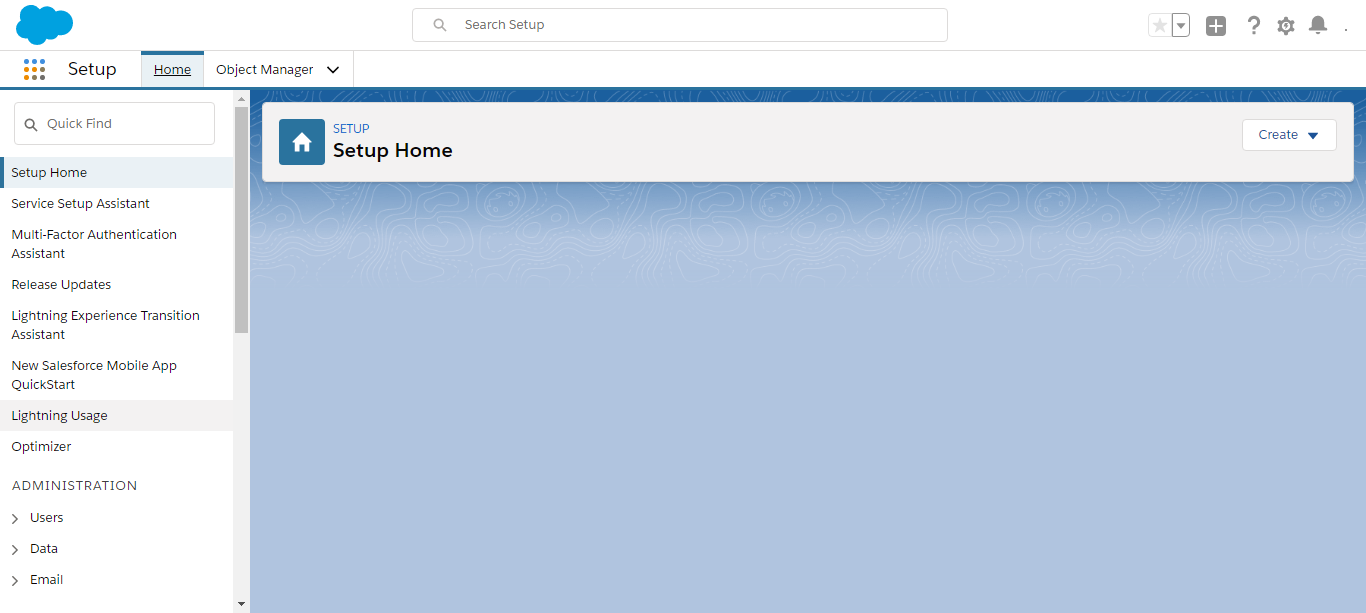 Search Setup
Setup
Home
Object Manager
Quick Find
Setup Home
Service Setup Assistant
Multi-Factor Authentication
Assistant
Release Updates
Lightning Experience Transition
Assistant
New Salesforce Mobile App
QuickStart
Lightning Usage
Optimizer
ADMINISTRATION
Users
Data
Email
SETUP
Setup Home
Create